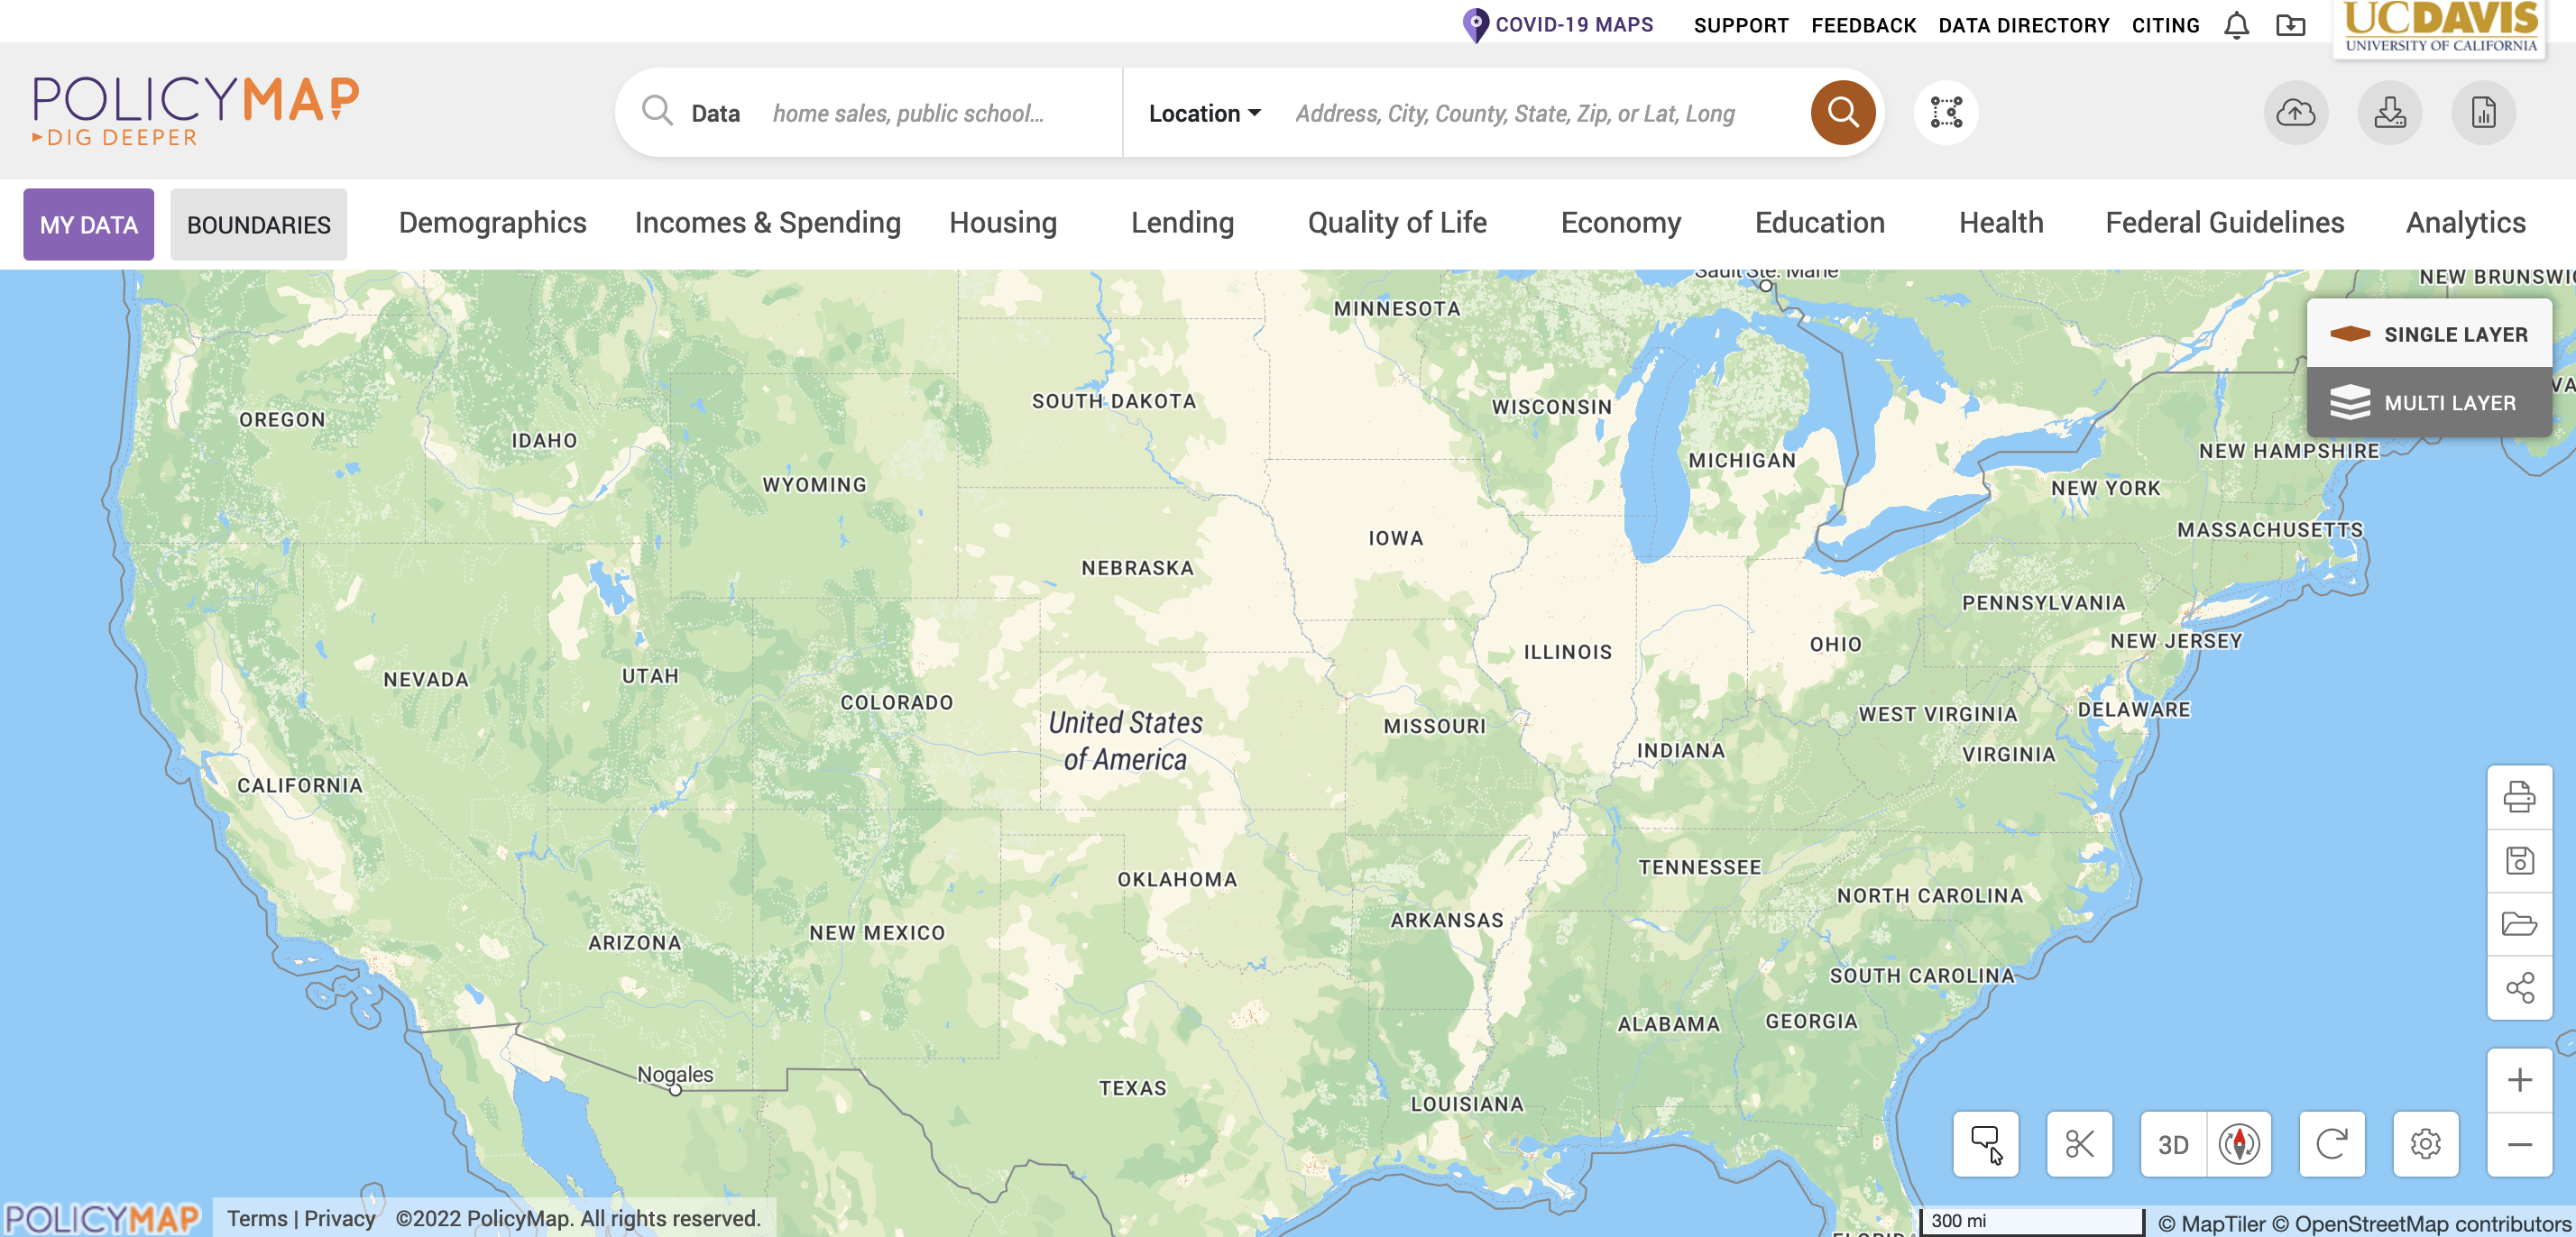 COVID-19 MAPS SUPPORT FEEDBACK DATA DIRECTORY CITING
UCDAVIS
UNIVERSITY OF CALIFORNIA
POLICYMAP
DIG DEEPER
Data home sales, public school... Location Address, City, County, State, Zip, or Lat, Long
MY DATA BOUNDARIES Demographics Incomes & Spending Housing Lending Quality of Life Economy Education Health Federal Guidelines Analytics
Sault Ste. Marie
NEW BRUNSWI
MINNESOTA
SINGLE LAYER
MULTI LAYER
VA
SOUTH DAKOTA
WISCONSIN
OREGON
IDAHO
NEW HAMPSHIRE
MICHIGAN
WYOMING
NEW YORK
MASSACHUSETTS
IOWA
NEBRASKA
PENNSYLVANIA
NEW JERSEY
OHIO
ILLINOIS
UTAH
NEVADA
COLORADO
DELAWARE
WEST VIRGINIA
United States
of America
MISSOURI
INDIANA
VIRGINIA
CALIFORNIA
TENNESSEE
OKLAHOMA
NORTH CAROLINA
ARKANSAS
NEW MEXICO
ARIZONA
SOUTH CAROLINA
ALABAMA
GEORGIA
Nogales
TEXAS
LOUISIANA
3D
POLICYMAP
Terms | Privacy ©2022 PolicyMap. All rights reserved.
300 mi
© MapTiler © OpenStreetMap contributors